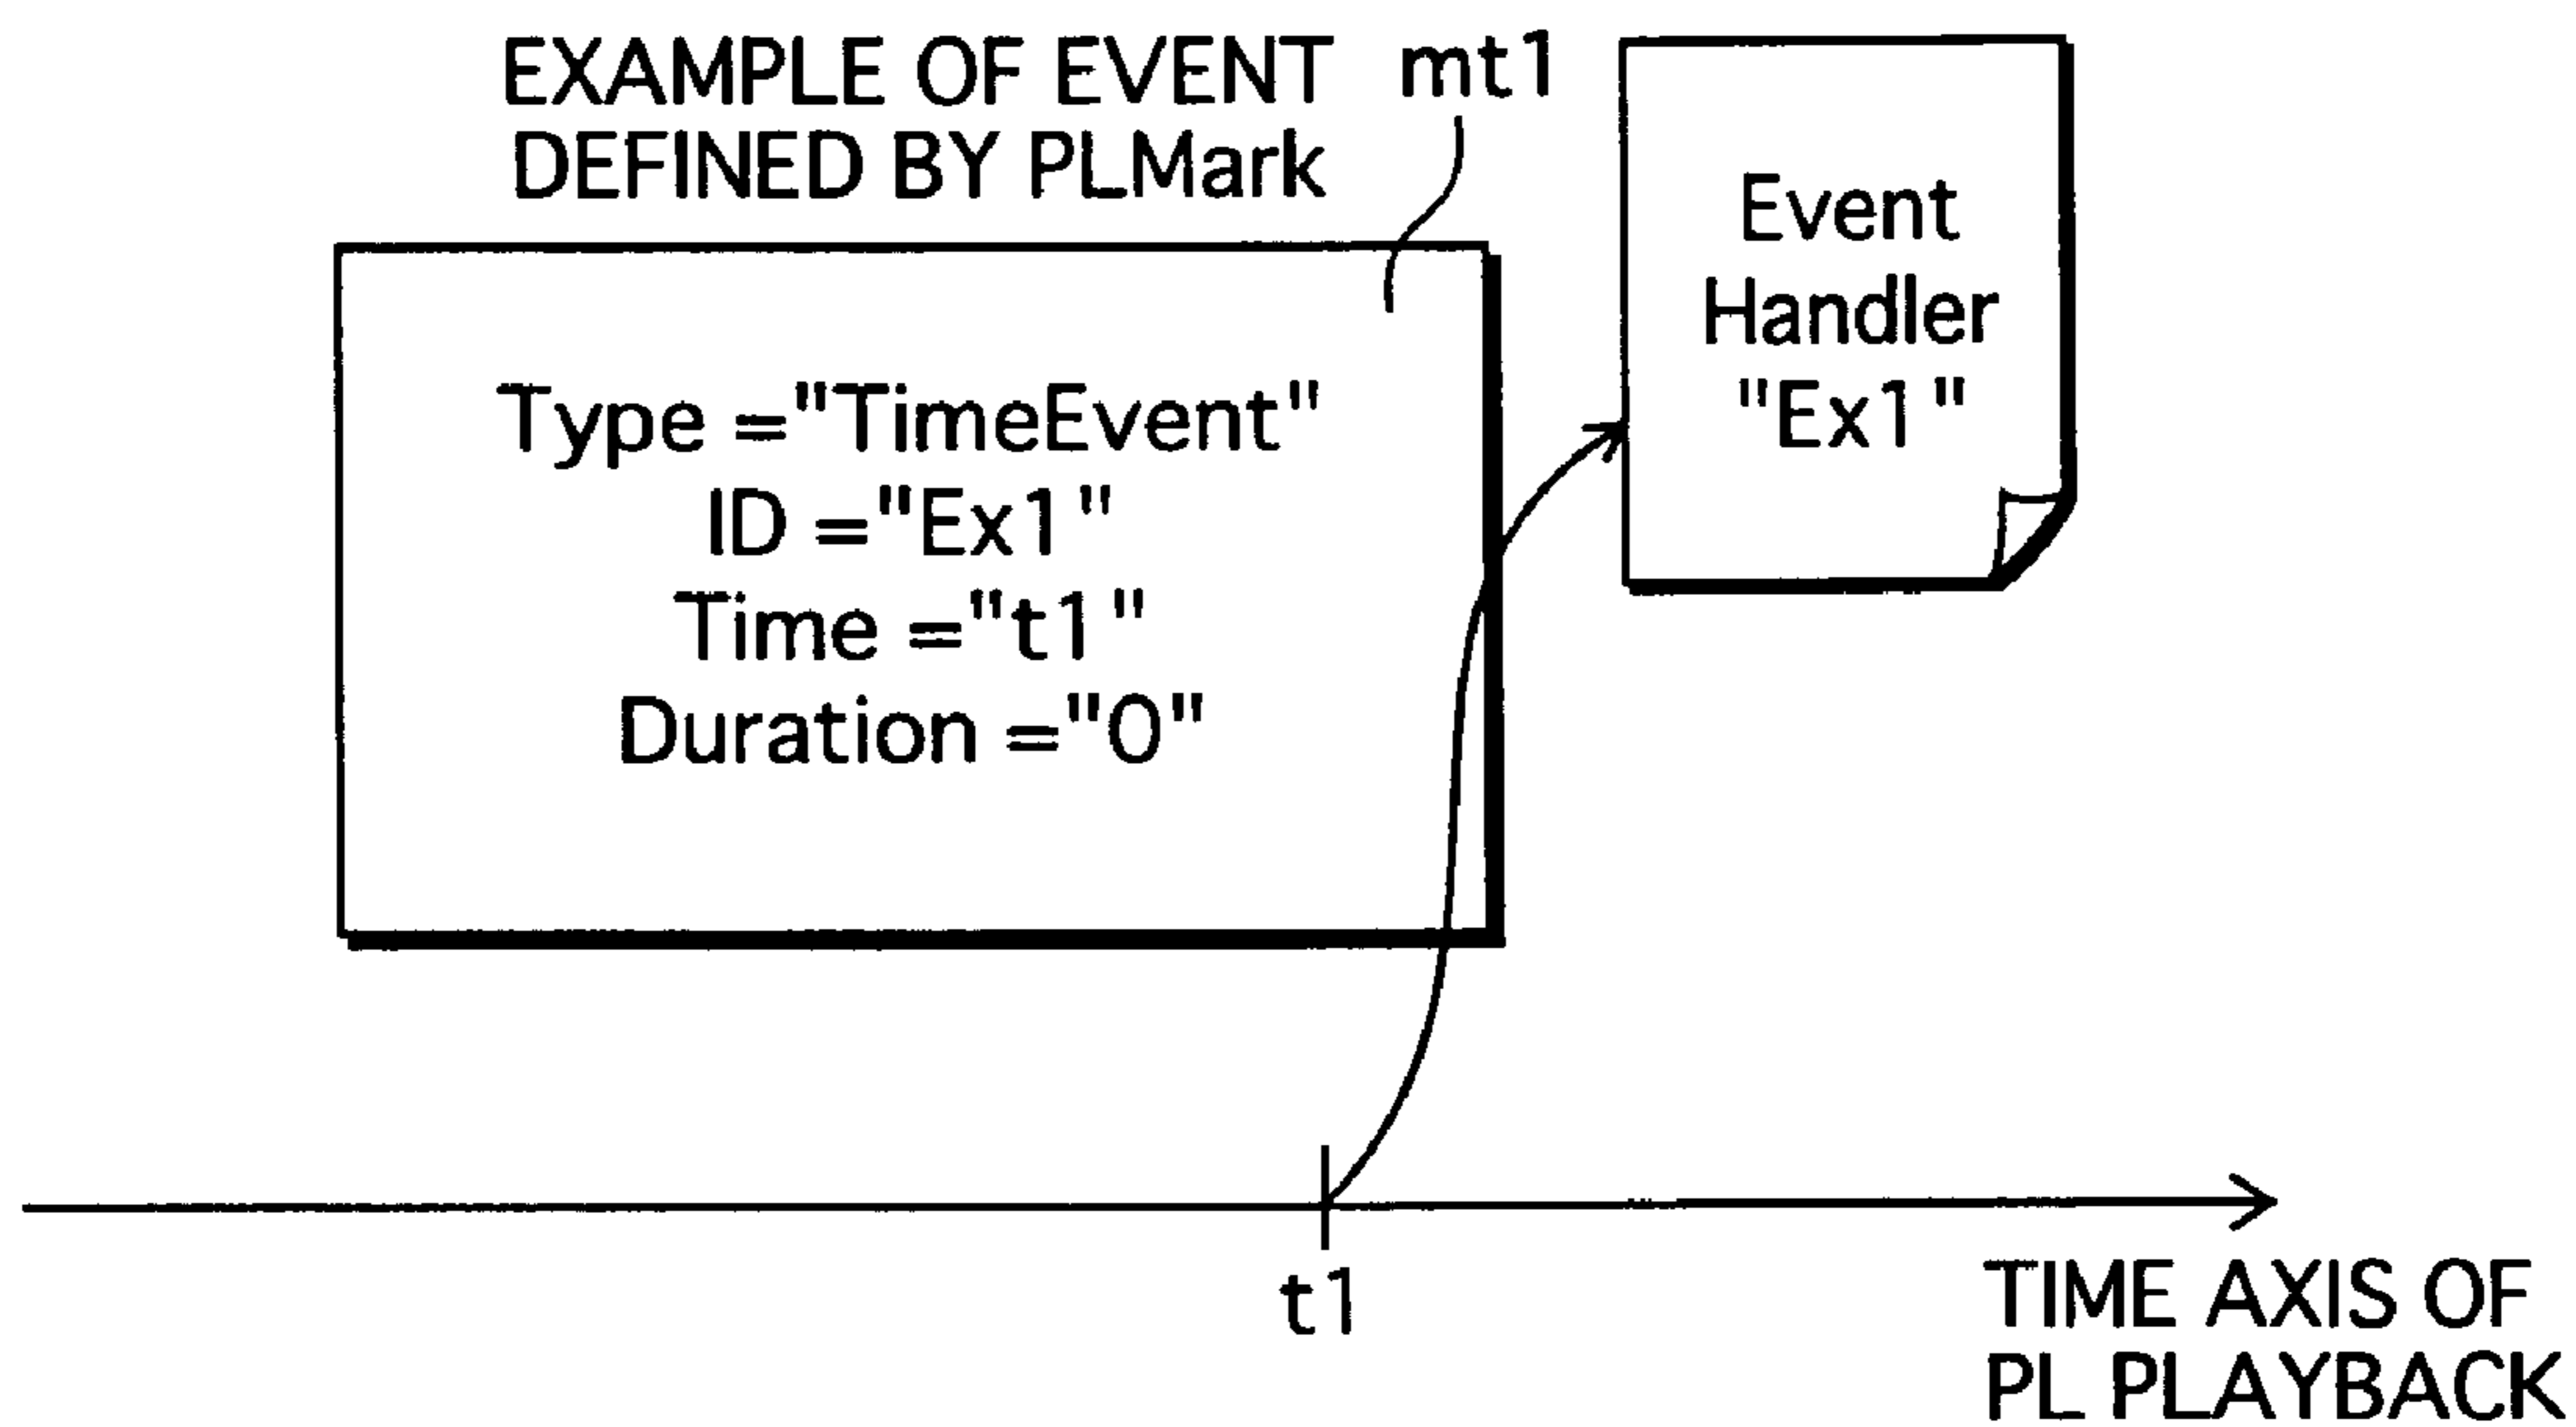 EXAMPLE OF EVENT
DEFINED BY PLMark
mt1
Type ="TimeEvent"
ID ="Ex1"
Time ="t1"
Duration ="0"
Event
Handler
"Ex1"
t1
TIME AXIS OF
PL PLAYBACK